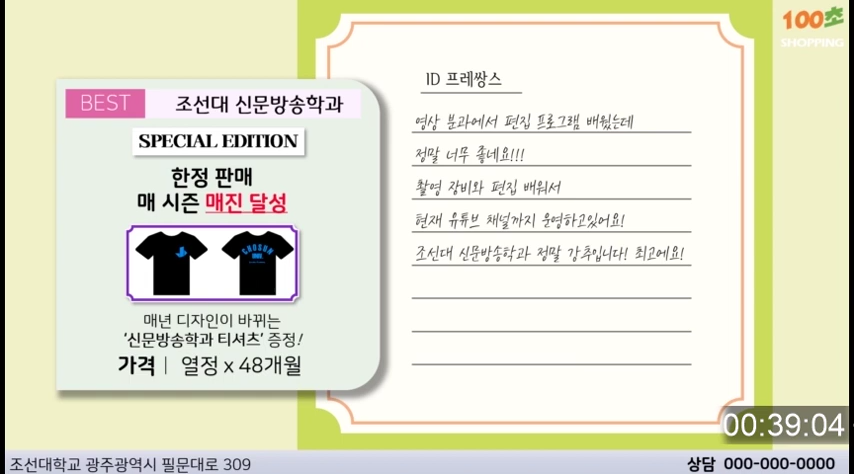 100초
SHOPPING
BEST
조선대 신문방송학과
SPECIAL EDITION
한정 판매
매 시즌 매진 달성
CHOSUN
UNIV.
매년 디자인이 바뀌는
'신문방송학과 티셔츠' 증정!
가격 | 열정 x 48개월
ID 프레쌍스
영상 분과에서 편집 프로그램 배웠는데
정말 너무 좋네요!!!
촬영 장비와 편집 배워서
현재 유튜브 채널까지 운영하고있어요!
조선대 신문방송학과 정말 강추입니다! 최고에요!
00:39:04
조선대학교 광주광역시 필문대로 309
상담 000-000-0000